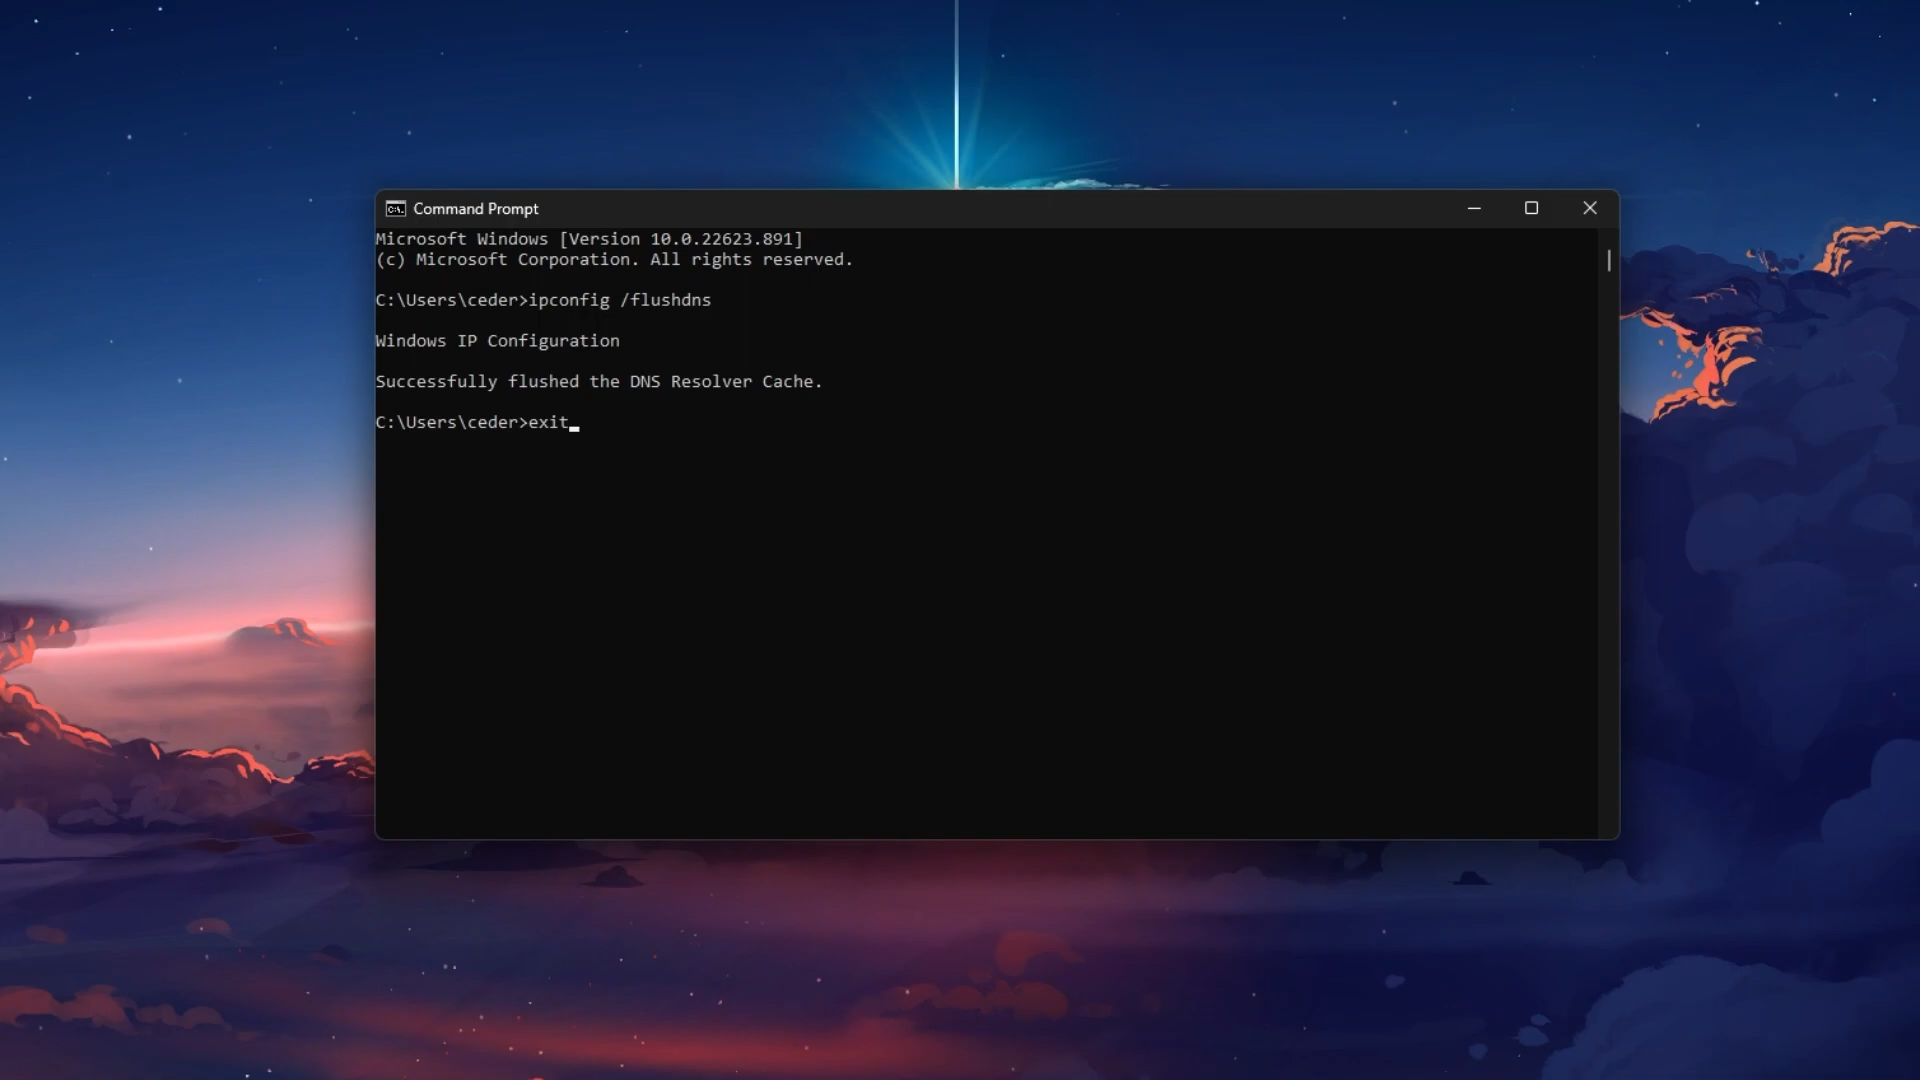 Command Prompt
Microsoft Windows [Version 10.0.22623.891]
(c) Microsoft Corporation. All rights reserved.
C:\Users\ceder>ipconfig /flushdns
Windows IP Configuration
Successfully flushed the DNS Resolver Cache.
C:\Users\ceder>exit